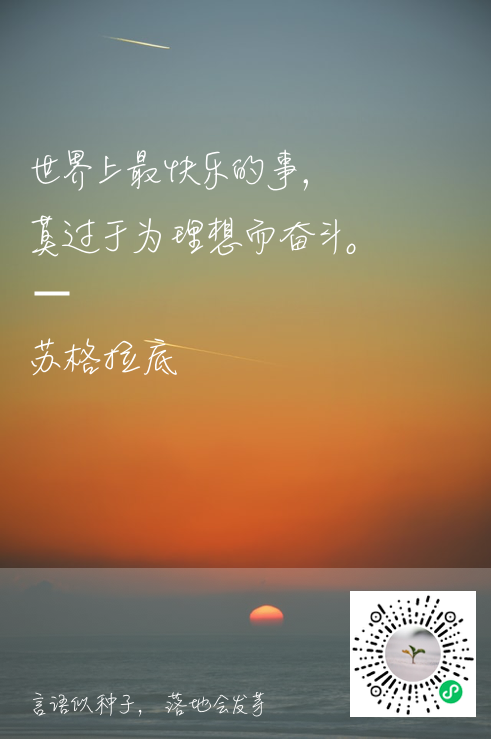 世界上最快乐的事，
莫过于为理想而奋斗。
—
苏格拉底
言语似种子，落地会发芽